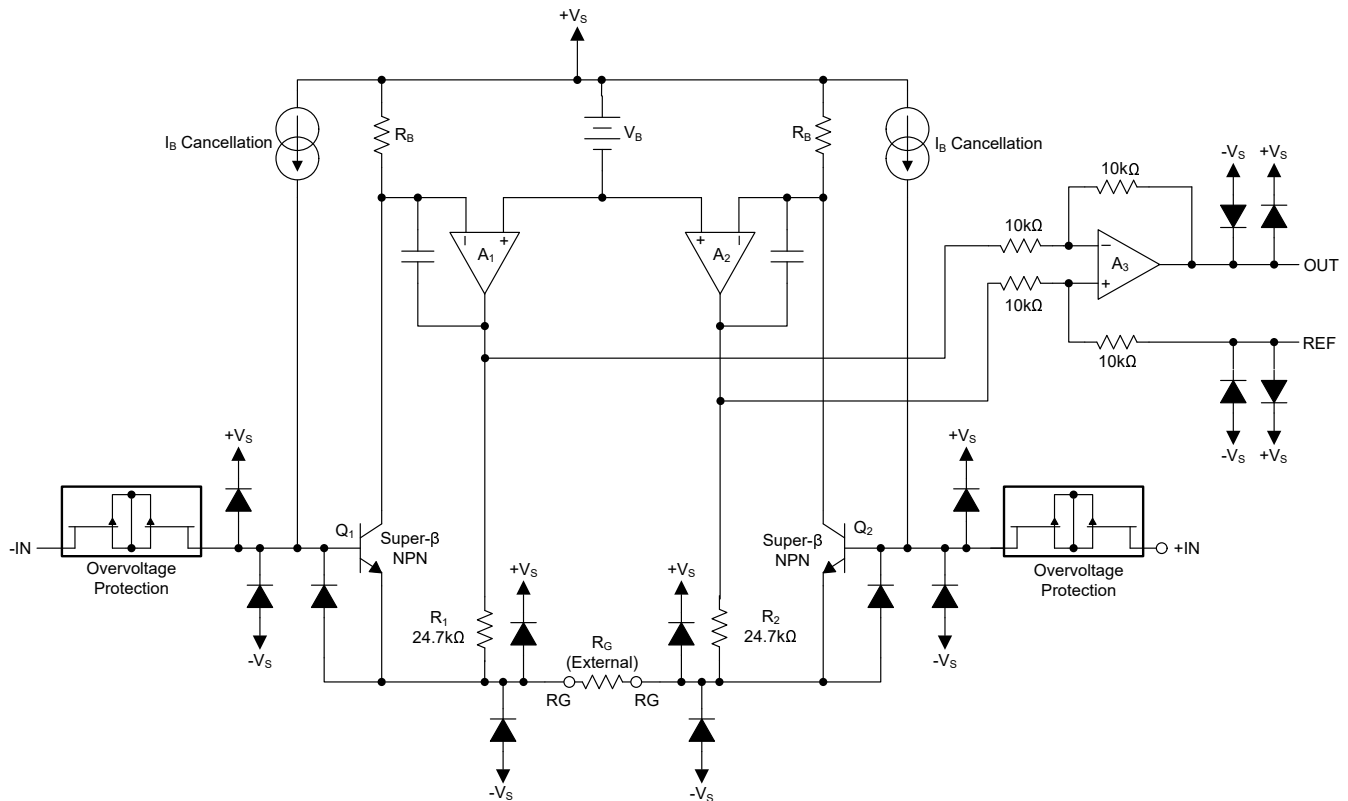 +VS
IB Cancellation
RB
VB
RB
IB Cancellation
-VS
+VS
10kΩ
10kΩ
10kΩ
10kΩ
A1
A2
A3
OUT
REF
-VS
+VS
+VS
+VS
-IN
Overvoltage
Protection
Q1
Super-β
NPN
Super-β
NPN
Q2
+IN
Overvoltage
Protection
-VS
+VS
+VS
-VS
R1
24.7kΩ
R2
24.7kΩ
RG
(External)
RG
RG
-VS
-VS